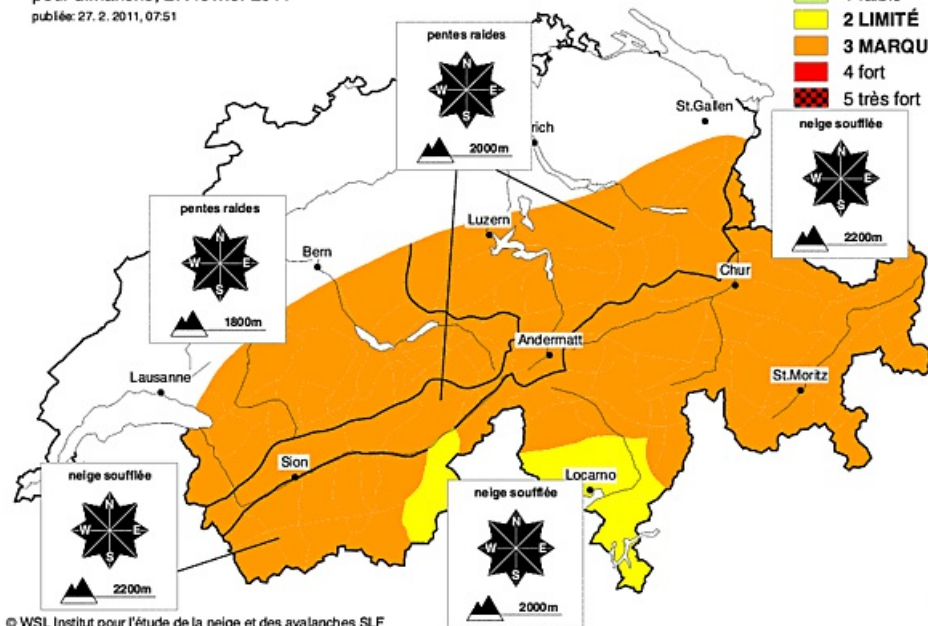 publiée: 27. 2. 2011, 07:51
2 LIMITÉ
3 MARQU
4 fort
5 très fort
pentes raides
N
W E
S
2000m
rich
St.Gallen
neige soufflée
N
W E
S
2200m
pentes raides
N
W E
S
1800m
Luzern
Bern
Chur
Andermatt
Lausanne
St.Moritz
Sion
Locarno
neige soufflée
N
W E
S
2200m
neige soufflée
N
W E
S
2000m
© WSL Institut pour l'étude de la neige et des avalanches SLF